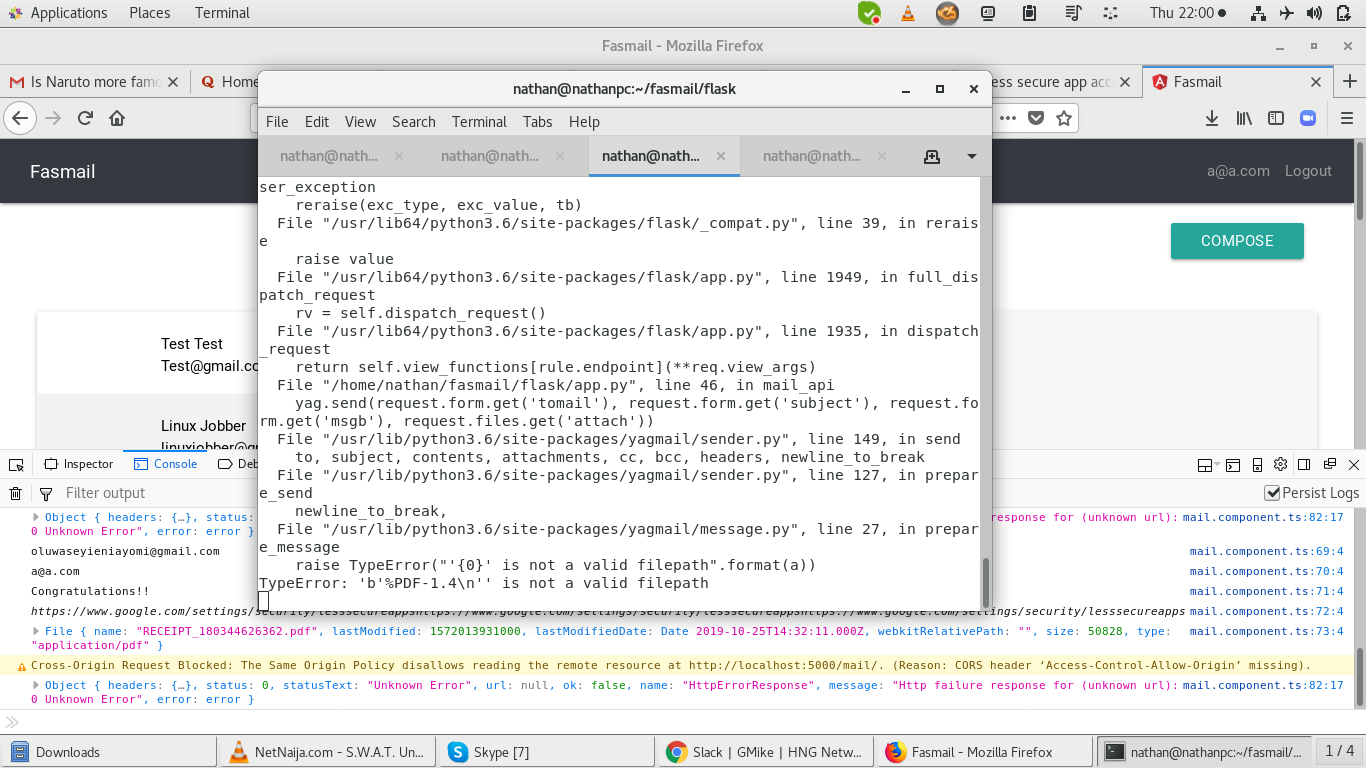 Applications Places Terminal Thu 22:00
Fasmail - Mozilla Firefox
Is Naruto more famo Home ess secure app acc Fasmail
nathan@nathanpc:~/fasmail/flask
File Edit View Search Terminal Tabs Help
nathan@nath... nathan@nath... nathan@nath... nathan@nath...
Fasmail a@a.com Logout
COMPOSE
Test Test
Test@gmail.co
Linux Jobber
linuxjobber@g
ser_exception
reraise(exc_type, exc_value, tb)
File "/usr/lib64/python3.6/site-packages/flask/_compat.py", line 39, in rerais
e
raise value
File "/usr/lib64/python3.6/site-packages/flask/app.py", line 1949, in full_dis
patch_request
rv = self.dispatch_request()
File "/usr/lib64/python3.6/site-packages/flask/app.py", line 1935, in dispatch
_request
return self.view_functions[rule.endpoint](**req.view_args)
File "/home/nathan/fasmail/flask/app.py", line 46, in mail_api
yag.send(request.form.get('tomail'), request.form.get('subject'), request.fo
rm.get('msgb'), request.files.get('attach'))
File "/usr/lib/python3.6/site-packages/yagmail/sender.py", line 149, in send
to, subject, contents, attachments, cc, bcc, headers, newline_to_break
File "/usr/lib/python3.6/site-packages/yagmail/sender.py", line 127, in prepar
e_send
newline_to_break,
File "/usr/lib/python3.6/site-packages/yagmail/message.py", line 27, in prepar
e_message
raise TypeError("'{0}' is not a valid filepath".format(a))
TypeError: 'b'%PDF-1.4\n'' is not a valid filepath
Inspector Console Deb
Filter output Persist Logs
Object { headers: {…}, status: response for (unknown url): mail.component.ts:82:17
0 Unknown Error", error: error }
oluwaseyieniayomi@gmail.com mail.component.ts:69:4
a@a.com mail.component.ts:70:4
Congratulations!! mail.component.ts:71:4
https://www.google.com/settings/security/lesssecureappshttps://www.google.com/settings/security/lesssecureappshttps://www.google.com/settings/security/lesssecureapps mail.component.ts:72:4
File { name: "RECEIPT_180344626362.pdf", lastModified: 1572013931000, lastModifiedDate: Date 2019-10-25T14:32:11.000Z, webkitRelativePath: "", size: 50828, type: mail.component.ts:73:4
"application/pdf" }
Cross-Origin Request Blocked: The Same Origin Policy disallows reading the remote resource at http://localhost:5000/mail/. (Reason: CORS header ‘Access-Control-Allow-Origin’ missing).
Object { headers: {…}, status: 0, statusText: "Unknown Error", url: null, ok: false, name: "HttpErrorResponse", message: "Http failure response for (unknown url): mail.component.ts:82:17
0 Unknown Error", error: error }
Downloads NetNaija.com - S.W.A.T. Un... Skype [7] Slack | GMike | HNG Netw... Fasmail - Mozilla Firefox nathan@nathanpc:~/fasmail/... 1 / 4